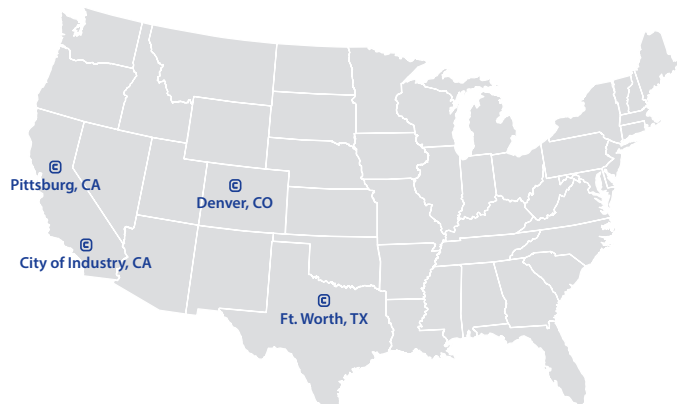 Pittsburg, CA
Denver, CO
City of Industry, CA
Ft. Worth, TX